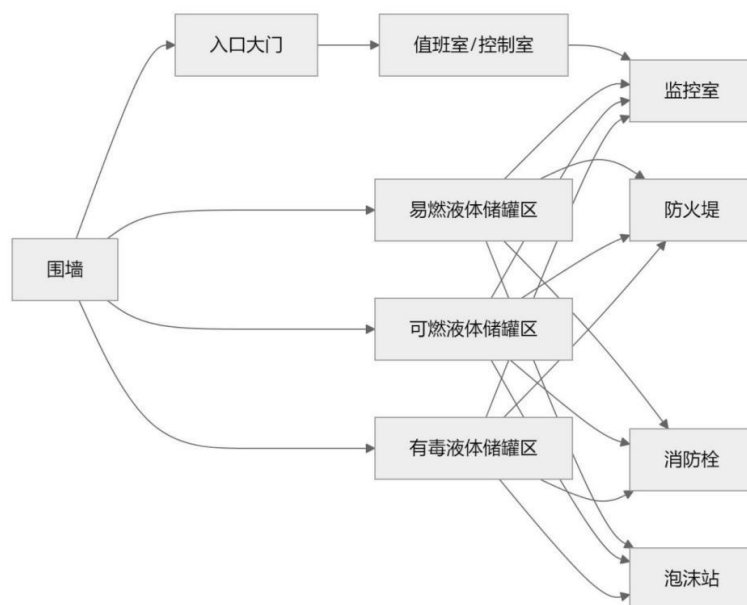 入口大门
值班室/控制室
监控室
易燃液体储罐区
防火堤
围墙
可燃液体储罐区
有毒液体储罐区
消防栓
泡沫站